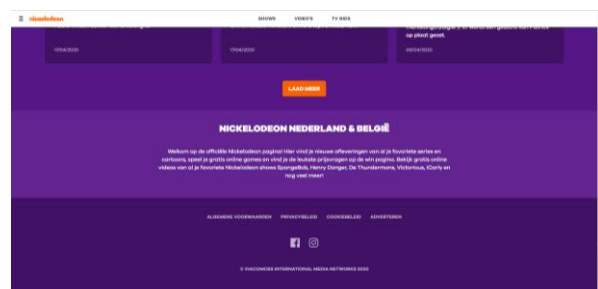 nickelodeon
SHOWS VIDEO'S TV GIDS
op plaat gezet.
17/04/2020
17/04/2020
09/04/2020
LAAD MEER
NICKELODEON NEDERLAND & BELGIË
Welkom op de officiële Nickelodeon pagina! Hier vind je nieuwe afleveringen van al je favoriete series en
cartoons, speel je gratis online games en vind je de leukste prijsvragen op de win pagina. Bekijk gratis online
videos van al je favoriete Nickelodeon shows SpongeBob, Henry Danger, De Thundermans, Victorious, iCarly en
nog veel meer!
ALGEMENE VOORWAARDEN PRIVACYBELEID COOKIEBELEID ADVERTEREN
© VIACOMCBS INTERNATIONAL MEDIA NETWORKS 2020